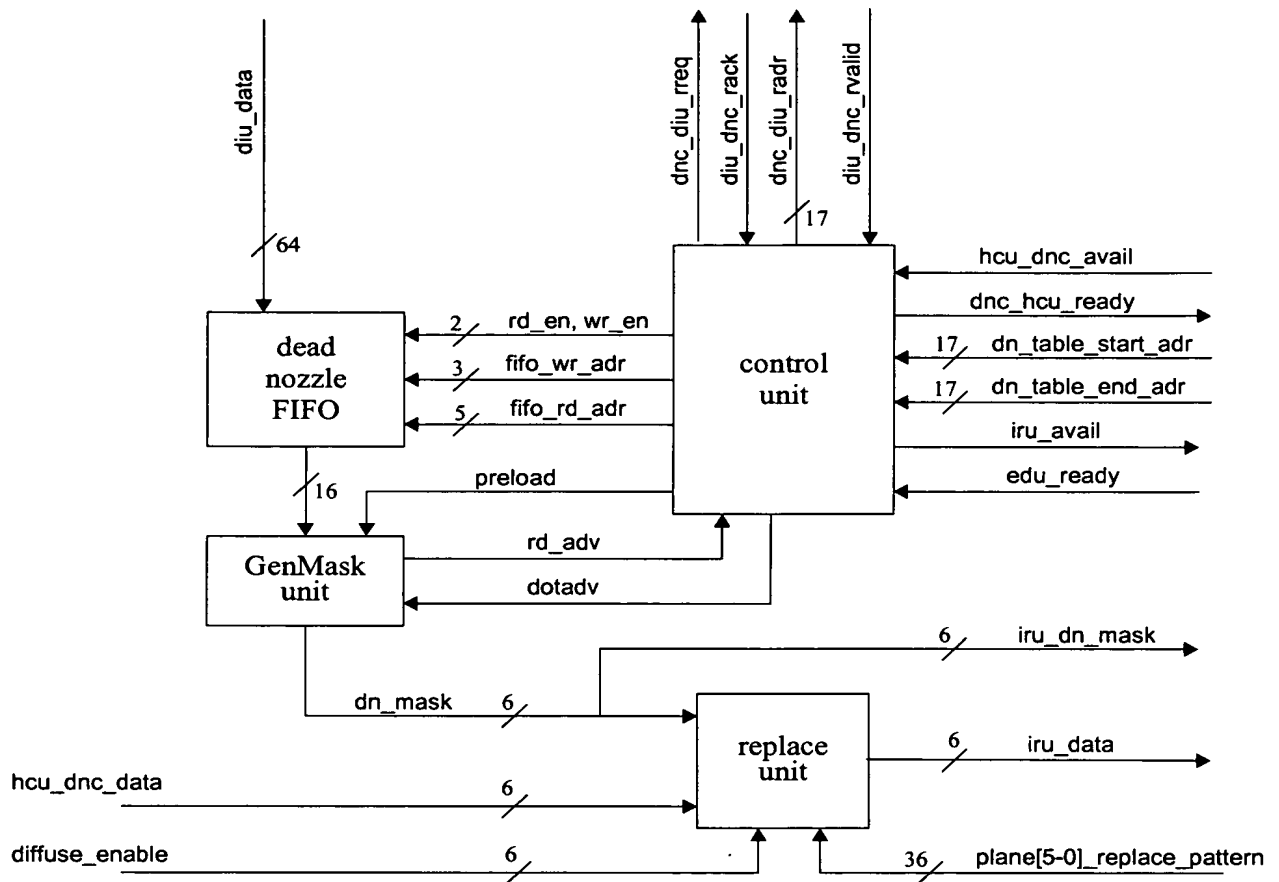 diu_data
dnc_diu_rreq
diu_dnc_rack
dnc_diu_radr
diu_dnc_rvalid
17
64
hcu_dnc_avail
dnc_hcu_ready
17 dn_table_start_adr
17 dn_table_end_adr
iru_avail
edu_ready
control
unit
dead
nozzle
FIFO
2 rd_en, wr_en
3 fifo_wr_adr
5 fifo_rd_adr
16
preload
GenMask
unit
rd_adv
dotadv
6 iru_dn_mask
dn_mask 6
replace
unit
6 iru_data
hcu_dnc_data 6
diffuse_enable 6
36 plane[5-0]_replace_pattern